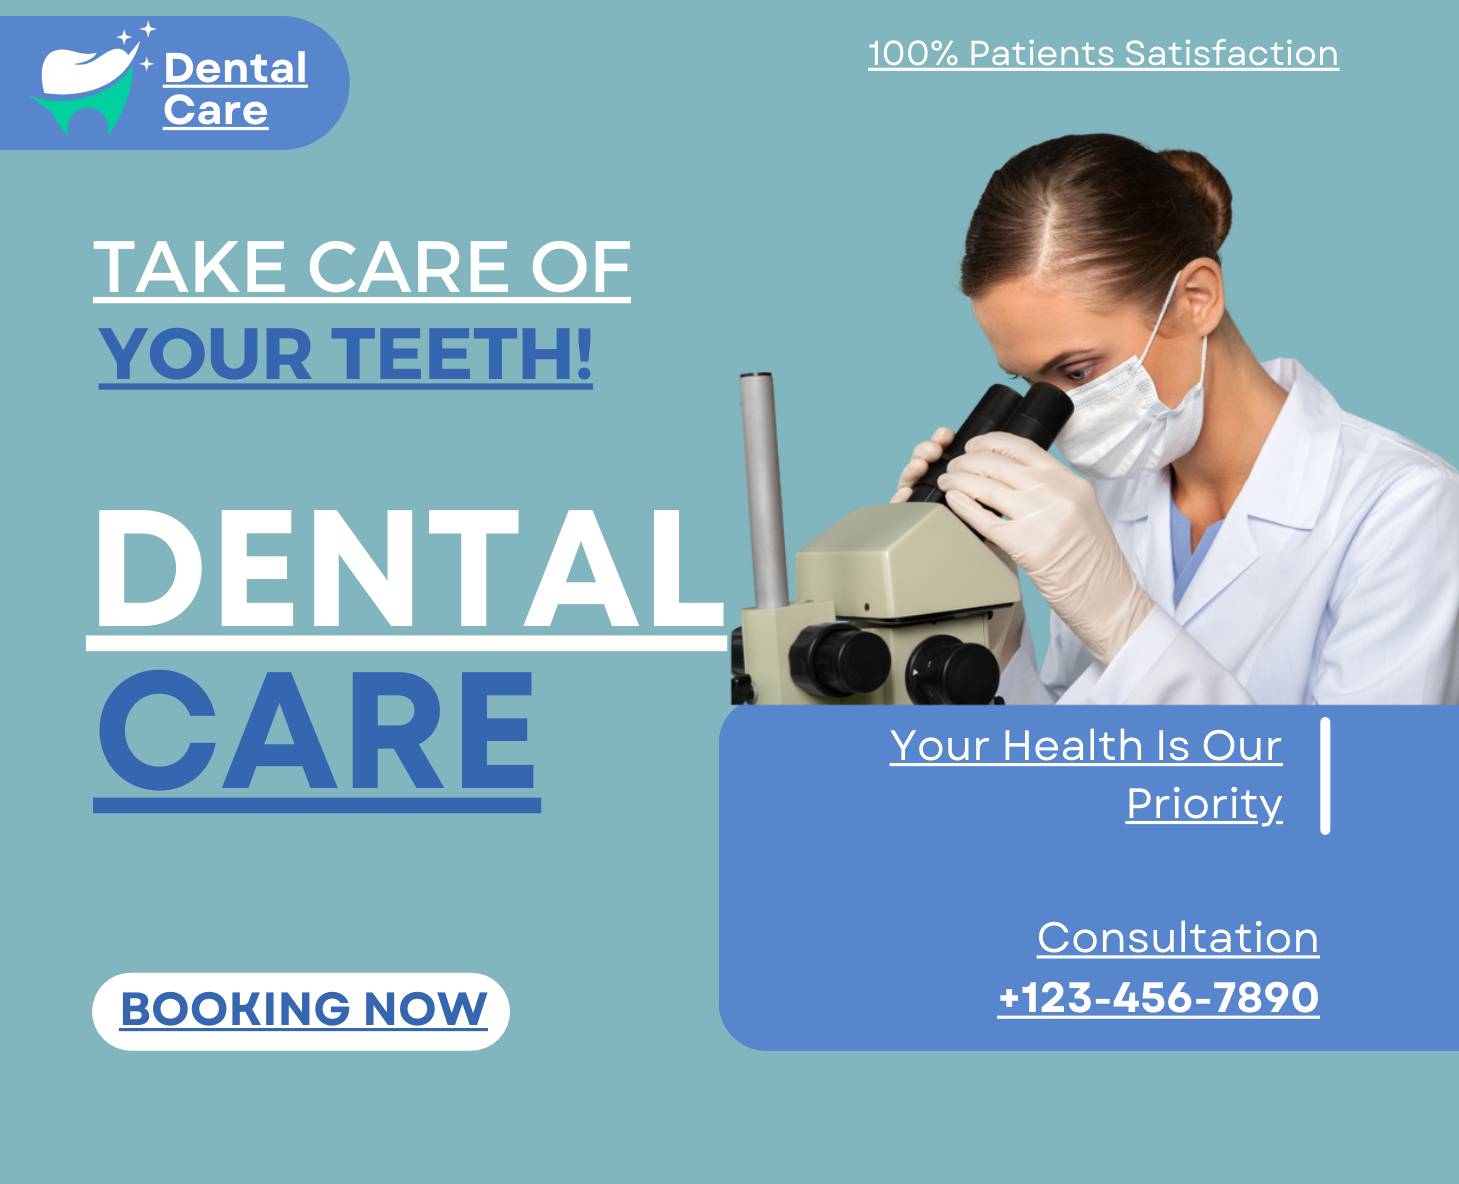 Dental
Care
100% Patients Satisfaction
TAKE CARE OF
YOUR TEETH!
DENTAL
CARE
Your Health Is Our
Priority
Consultation
+123-456-7890
BOOKING NOW